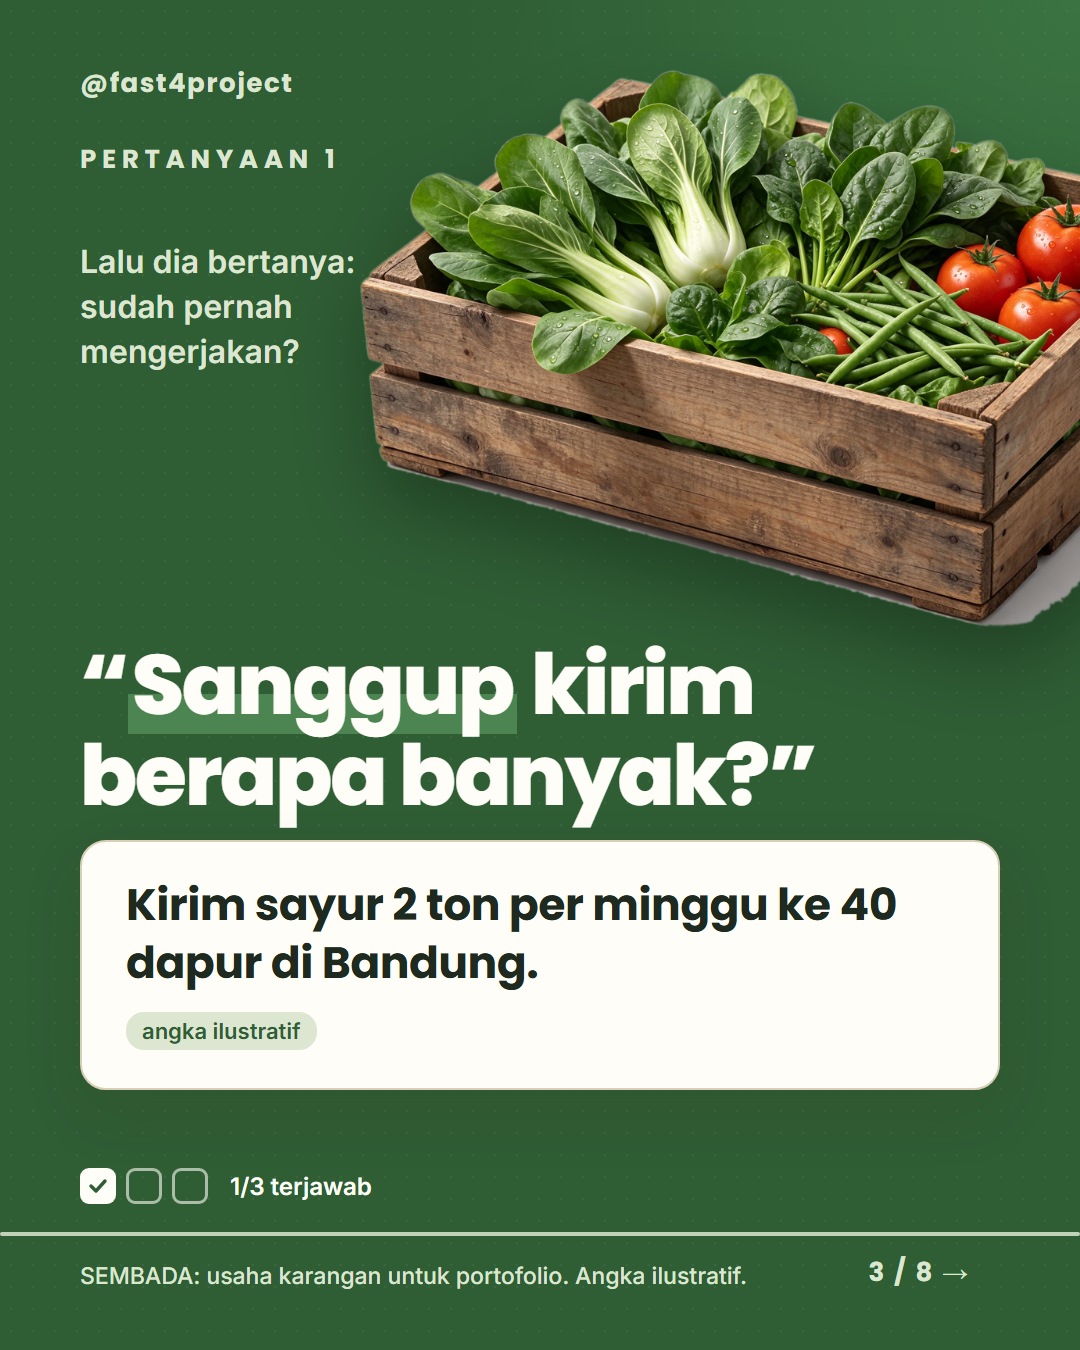 @fast4project
PERTANYAAN 1
Lalu dia bertanya:
sudah pernah
mengerjakan?
“Sanggup kirim
berapa banyak?”
Kirim sayur 2 ton per minggu ke 40
dapur di Bandung.
angka ilustratif
1/3 terjawab
SEMBADA: usaha karangan untuk portofolio. Angka ilustratif.
3 / 8 →